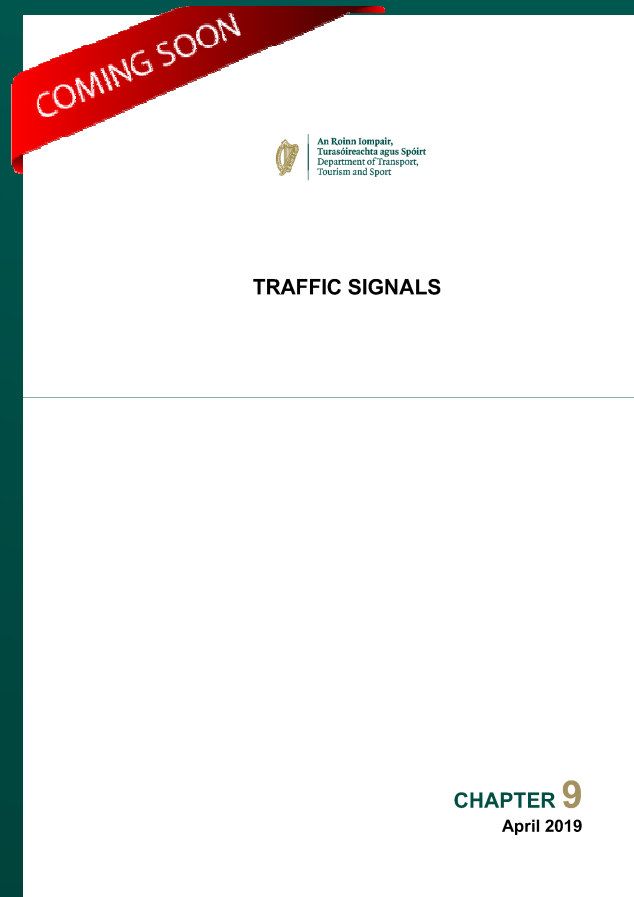 COMING SOON
An Roinn Iompair,
Turasóireachta agus Spóirt
Department of Transport,
Tourism and Sport
TRAFFIC SIGNALS
CHAPTER 9
April 2019